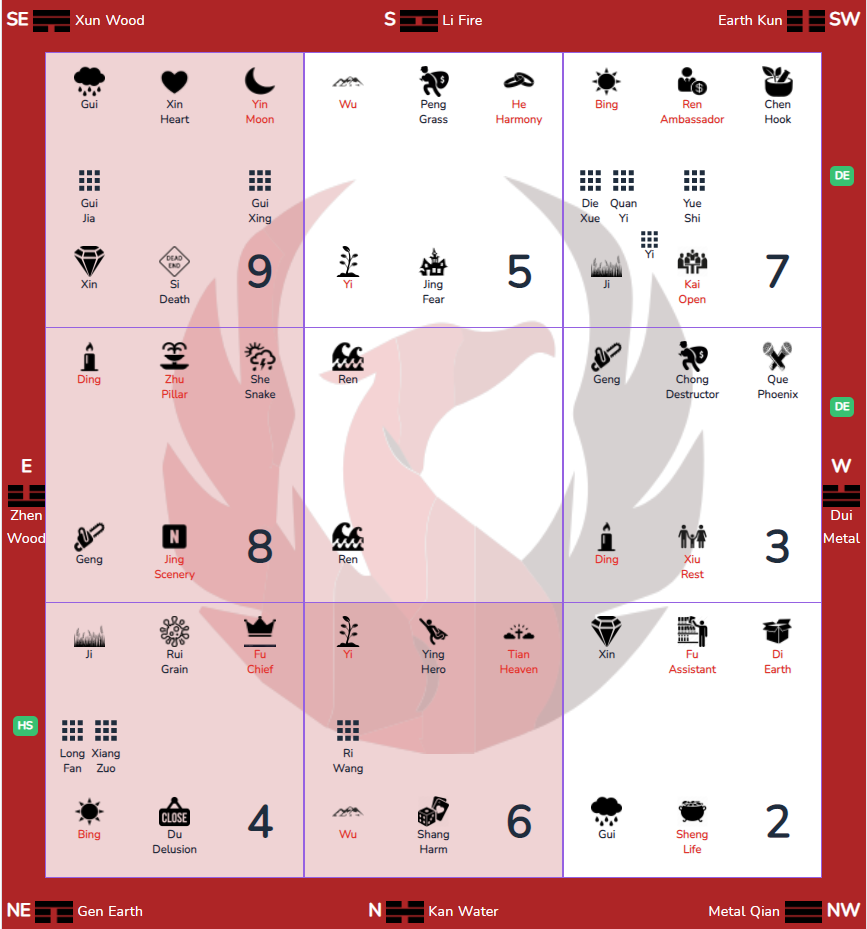 SE Xun Wood S Li Fire Earth Kun SW
Gui Xin Heart Yin Moon
Gui Jia Gui Xing
Xin DEAD END Si Death 9
Wu Peng Grass He Harmony
Yi Jing Fear 5
Bing Ren Ambassador $ Chen Hook
Die Xue Quan Yi Yue Shi
Yi
Ji Kai Open 7
DE
Ding Zhu Pillar She Snake
Geng N Jing Scenery 8
Ren
Ren
Geng Chong Destructor Que Phoenix
Ding Xiu Rest 3
DE
E
Zhen
Wood
W
Dui
Metal
Ji Rui Grain Fu Chief
Long Fan Xiang Zuo
Bing CLOSE Du Delusion 4
HS
Yi Ying Hero Tian Heaven
Ri Wang
Wu Shang Harm 6
Xin Fu Assistant Di Earth
Gui Sheng Life 2
NE Gen Earth N Kan Water Metal Qian NW